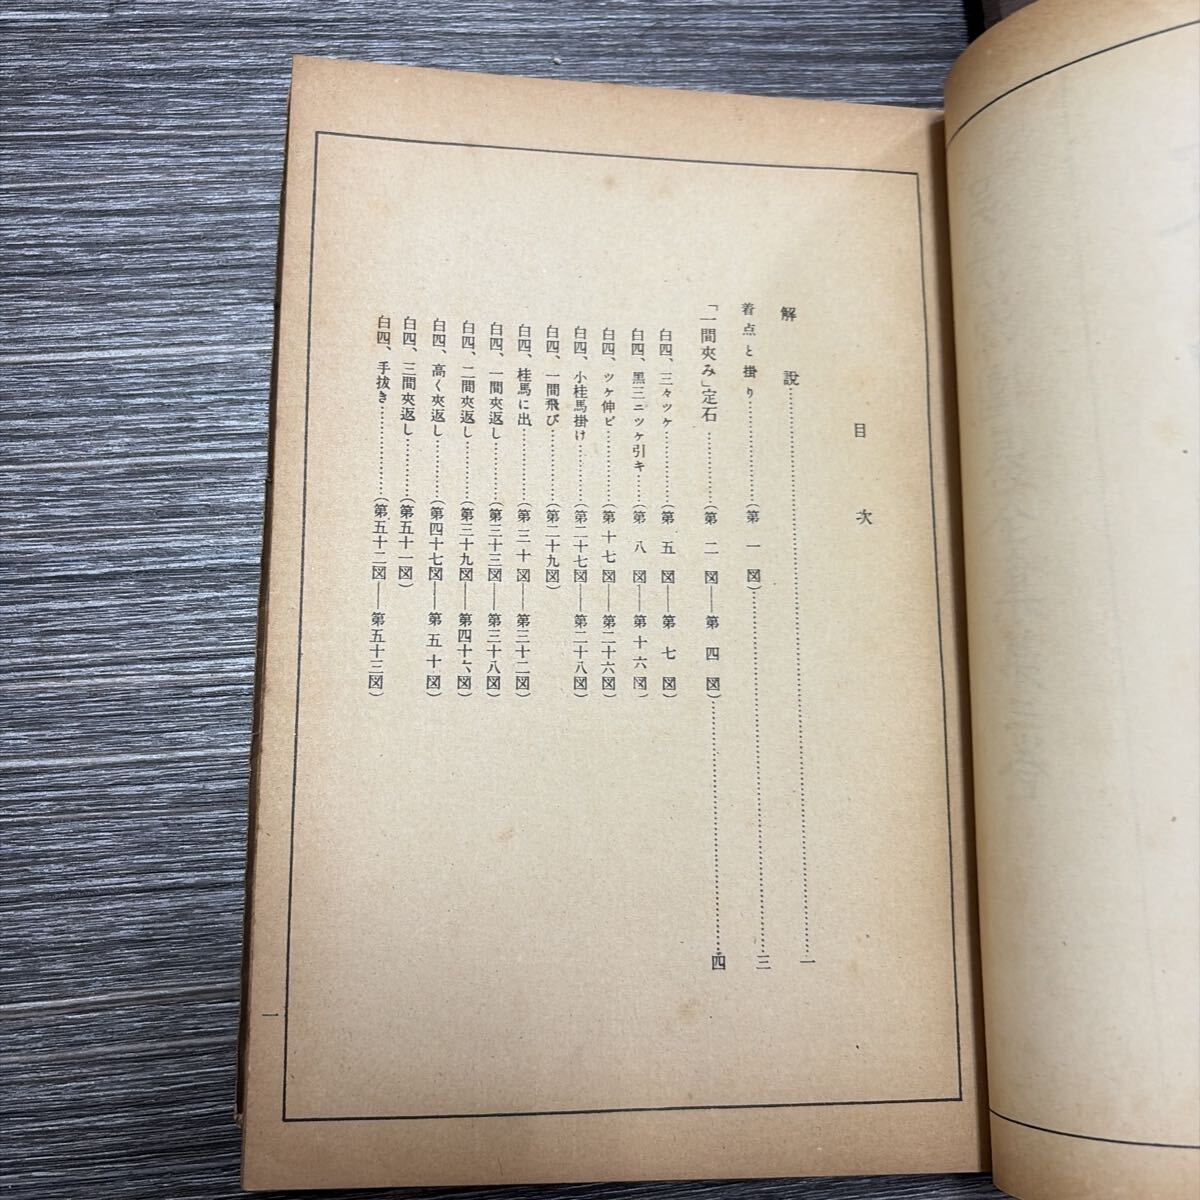 目次
解説……………一
着点と掛り…………（第一図）……………三
「一間夾み」定石…………（第二図――第四図）……………四
白四、三々ツケ…………（第五図――第七図）
白四、黒三ニツケ引キ……（第八図――第十六図）
白四、ツケ伸ビ…………（第十七図――第二十六図）
白四、小桂馬掛け…………（第二十七図――第二十八図）
白四、一間飛び…………（第二十九図）
白四、桂馬に出…………（第三十図――第三十二図）
白四、一間夾返し…………（第三十三図――第三十八図）
白四、二間夾返し…………（第三十九図――第四十六図）
白四、高く夾返し…………（第四十七図――第五十図）
白四、三間夾返し…………（第五十一図）
白四、手抜き…………（第五十二図――第五十三図）
一